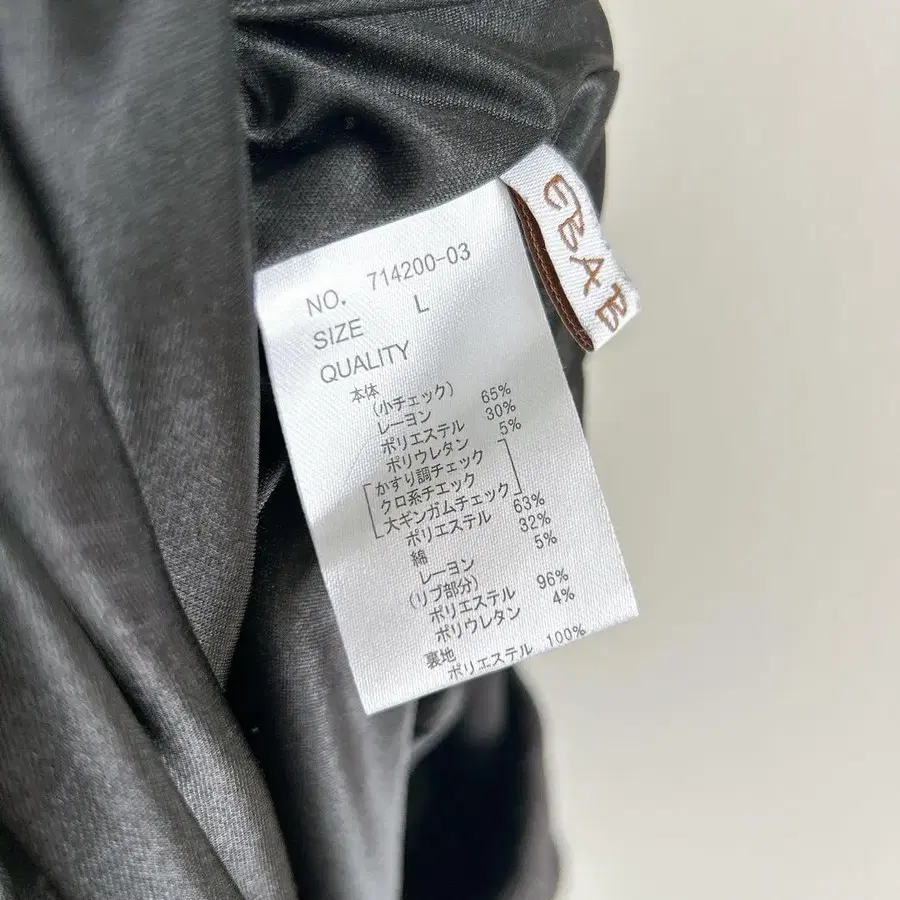 NO. 714200-03
SIZE L
QUALITY
本体
(小チェック)
レーヨン 65%
ポリエステル 30%
ポリウレタン 5%
かすり調チェック
クロ系チエック
大ギンガムチェック
ポリエステル 63%
綿 32%
レーヨン 5%
(リブ部分)
ポリエステル 96%
ポリウレタン 4%
裏地
ポリエステル 100%